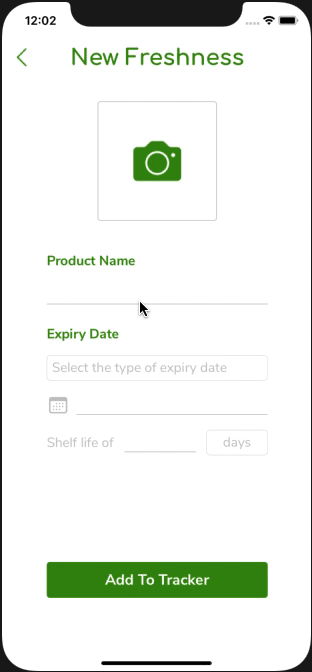 12:02
New Freshness
Product Name
Expiry Date
Select the type of expiry date
Shelf life of
days
Add To Tracker